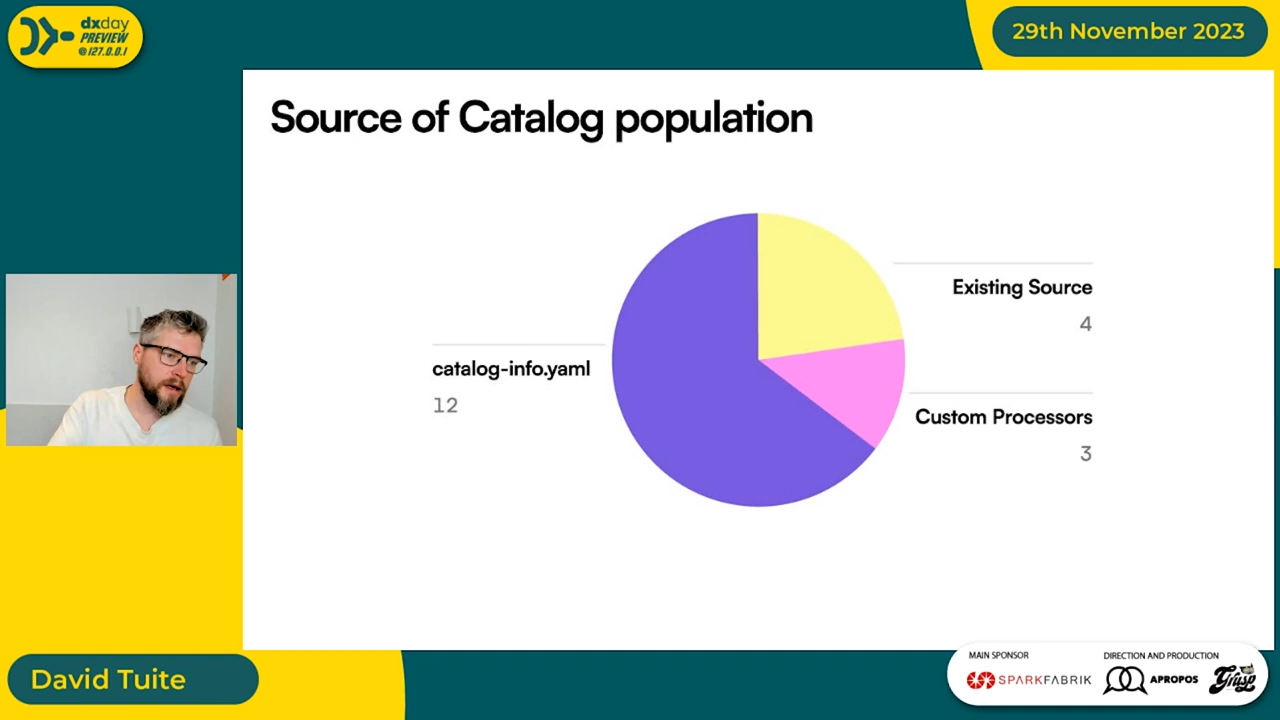 dxday
PREVIEW
@127.0.0.1
29th November 2023
Source of Catalog population
Existing Source
4
catalog-info.yaml
12
Custom Processors
3
David Tuite
MAIN SPONSOR
SPARKFABRIK
DIRECTION AND PRODUCTION
APROPOS
Grusp